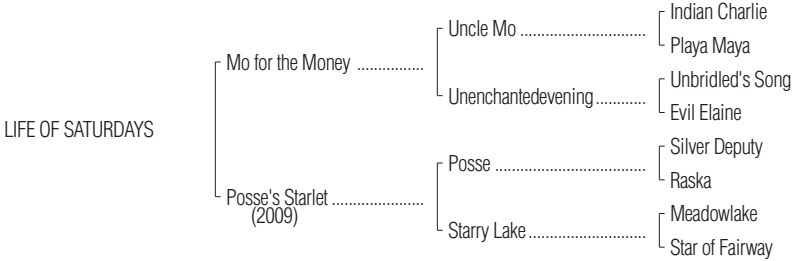 Indian Charlie
Uncle Mo ..............................
Playa Maya
Mo for the Money ................
Unbridled's Song
Unenchantedevening............
Evil Elaine
LIFE OF SATURDAYS
Silver Deputy
Posse ....................................
Raska
Posse's Starlet ......................
(2009)
Meadowlake
Starry Lake............................
Star of Fairway